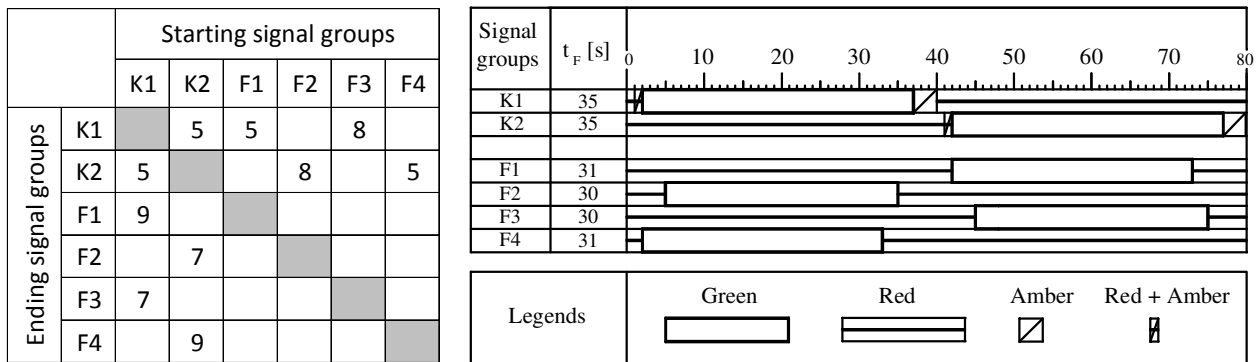 Starting signal groups
K1 K2 F1 F2 F3 F4
Ending signal groups
K1 5 5 8
K2 5 8 5
F1 9
F2 7
F3 7
F4 9
Signal groups t_F [s] 0 10 20 30 40 50 60 70 80
K1 35
K2 35
F1 31
F2 30
F3 30
F4 31
Legends Green Red Amber Red + Amber